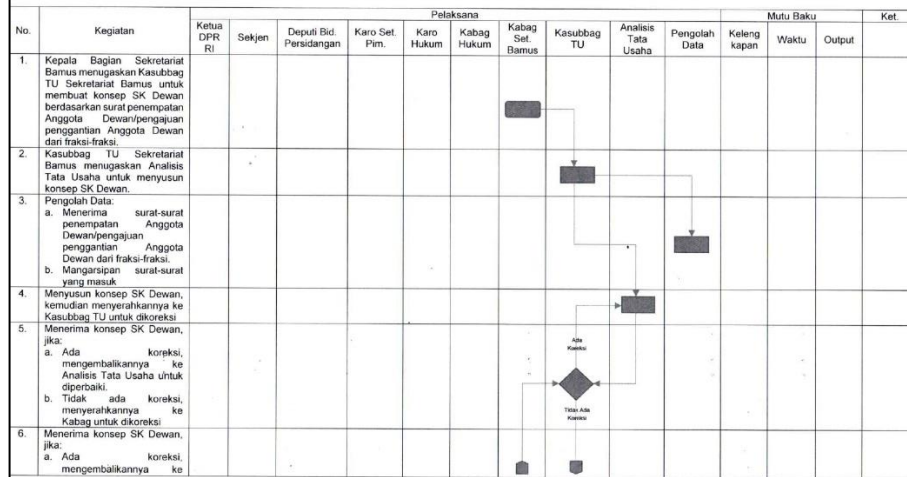 Pelaksana
Mutu Baku
Ket.
No.
Kegiatan
Ketua
DPR
RI
Sekjen
Deputi Bid.
Persidangan
Karo Set.
Pim.
Karo
Hukum
Kabag
Hukum
Kabag
Set.
Bamus
Kasubbag
TU
Analisis
Tata
Usaha
Pengolah
Data
Keleng
kapan
Waktu
Output
1.
Kepala Bagian Sekretariat
Bamus menugaskan Kasubbag
TU Sekretariat Bamus untuk
membuat konsep SK Dewan
berdasarkan surat penempatan
Anggota Dewan/pengajuan
penggantian Anggota Dewan
dari fraksi-fraksi.
2.
Kasubbag TU Sekretariat
Bamus menugaskan Analisis
Tata Usaha untuk menyusun
konsep SK Dewan.
3.
Pengolah Data:
a. Menerima surat-surat
penempatan Anggota
Dewan/pengajuan
penggantian Anggota
Dewan dari fraksi-fraksi.
b. Mangarsipan surat-surat
yang masuk
4.
Menyusun konsep SK Dewan,
kemudian menyerahkannya ke
Kasubbag TU untuk dikoreksi
5.
Menerima konsep SK Dewan,
jika:
a. Ada koreksi,
mengembalikannya ke
Analisis Tata Usaha untuk
diperbaiki.
b. Tidak ada koreksi,
menyerahkannya ke
Kabag untuk dikoreksi
Ada
Koreksi
Tidak Ada
Koreksi
6.
Menerima konsep SK Dewan,
jika:
a. Ada koreksi,
mengembalikannya ke